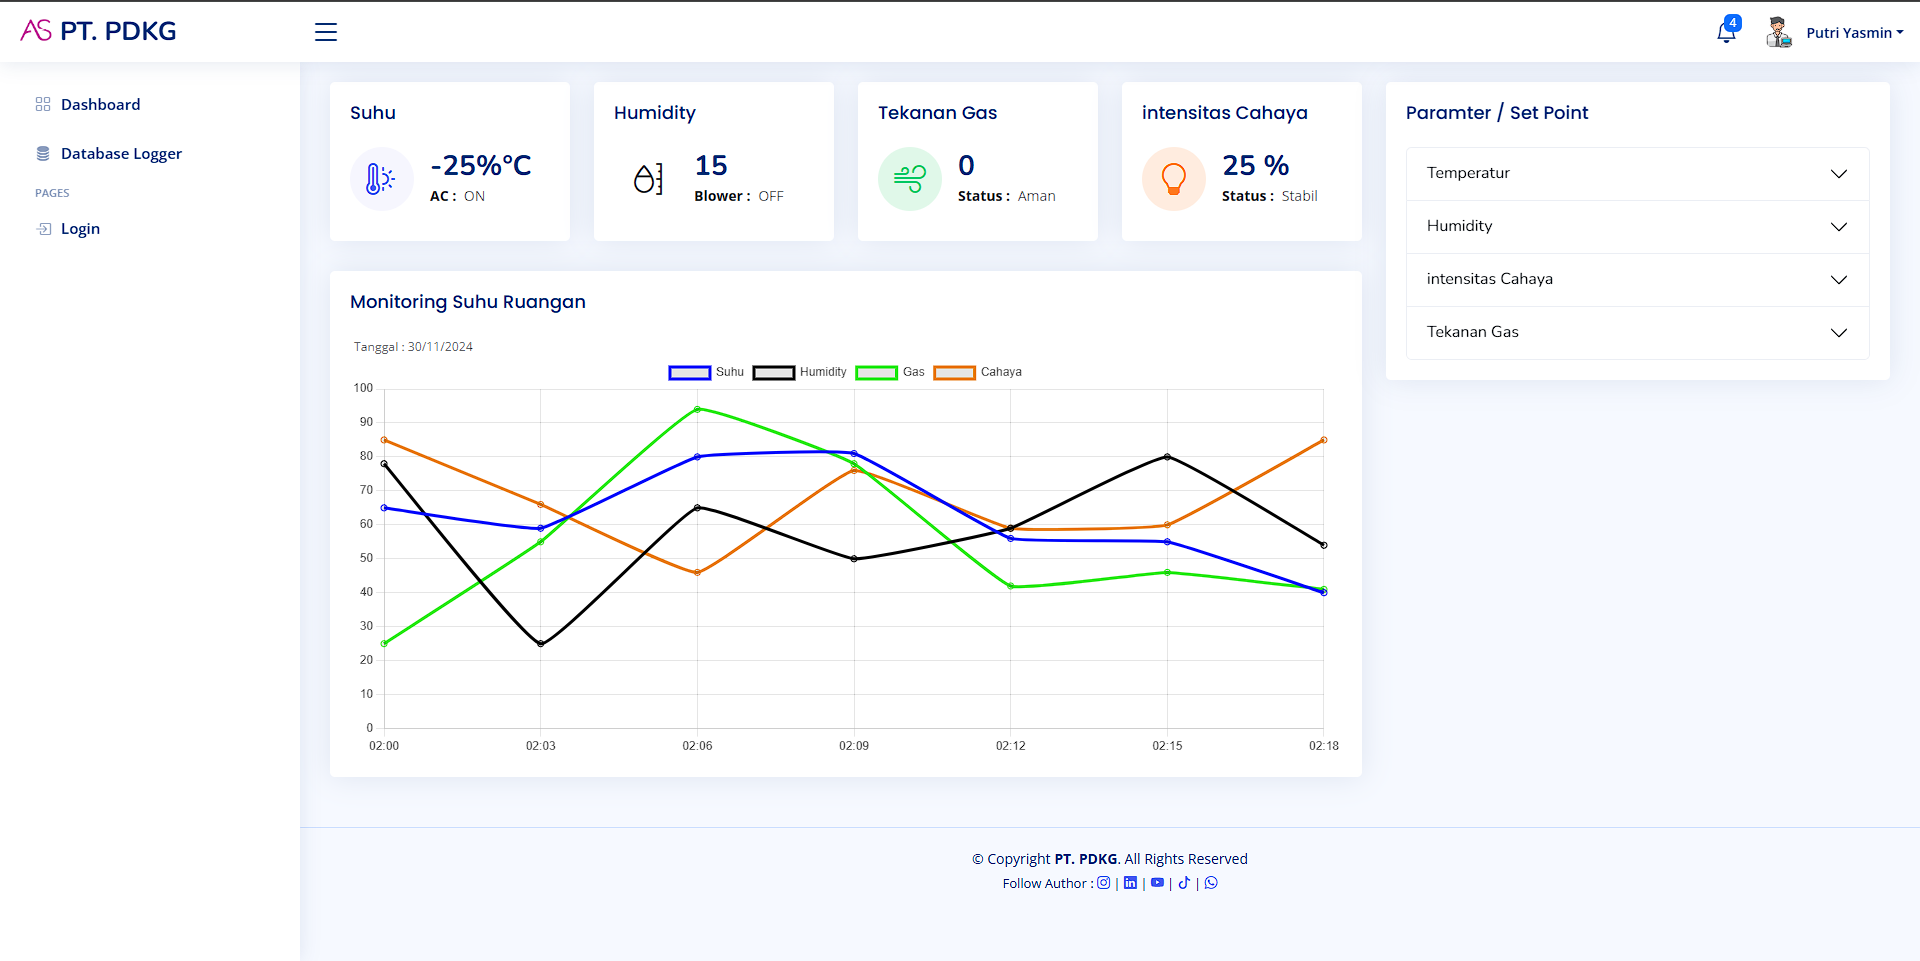 AS PT. PDKG
4
Putri Yasmin
Dashboard
Database Logger
PAGES
Login
Suhu
-25%°C
AC : ON
Humidity
15
Blower : OFF
Tekanan Gas
0
Status : Aman
intensitas Cahaya
25 %
Status : Stabil
Paramter / Set Point
Temperatur
Humidity
intensitas Cahaya
Tekanan Gas
Monitoring Suhu Ruangan
Tanggal : 30/11/2024
Suhu Humidity Gas Cahaya
100
90
80
70
60
50
40
30
20
10
0
02:00 02:03 02:06 02:09 02:12 02:15 02:18
© Copyright PT. PDKG. All Rights Reserved
Follow Author : | | | |